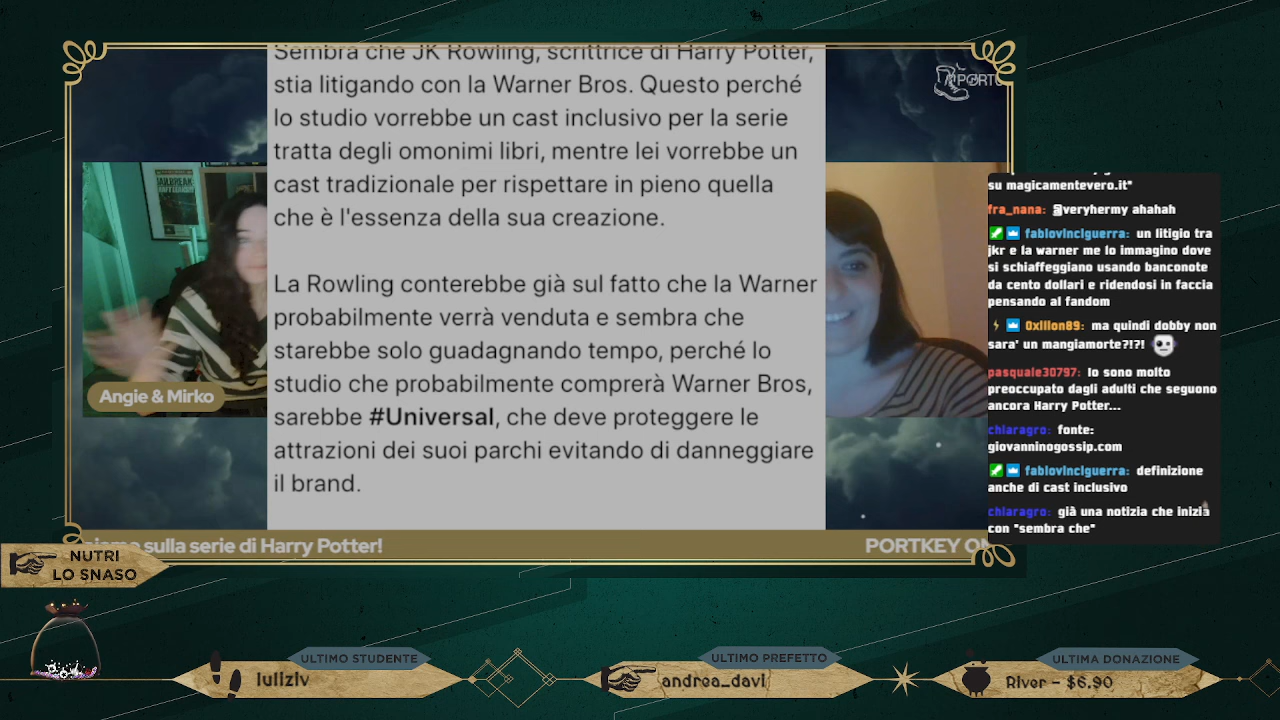 Sembra che JK Rowling, scrittrice di Harry Potter,
stia litigando con la Warner Bros. Questo perché
lo studio vorrebbe un cast inclusivo per la serie
tratta degli omonimi libri, mentre lei vorrebbe un
cast tradizionale per rispettare in pieno quella
che è l'essenza della sua creazione.
La Rowling conterebbe già sul fatto che la Warner
probabilmente verrà venduta e sembra che
starebbe solo guadagnando tempo, perché lo
studio che probabilmente comprerà Warner Bros,
sarebbe #Universal, che deve proteggere le
attrazioni dei suoi parchi evitando di danneggiare
il brand.
JAILBREAK
Angie & Mirko
sulla serie di Harry Potter!
PORTKEY
su magicamentevero.it"
fra_nana: @veryhermy ahahah
fabiovinciguerra: un litigio tra
jkr e la warner me lo immagino dove
si schiaffeggiano usando banconote
da cento dollari e ridendosi in faccia
pensando al fandom
0xilion89: ma quindi dobby non
sara' un mangiamorte?!?!
pasquale30797: Io sono molto
preoccupato dagli adulti che seguono
ancora Harry Potter...
chiaragro: fonte:
giovanninogossip.com
fabiovinciguerra: definizione
anche di cast inclusivo
chiaragro: già una notizia che inizia
con "sembra che"
NUTRI
LO SNASO
ULTIMO STUDENTE
iulizlv
ULTIMO PREFETTO
andrea_davi
ULTIMA DONAZIONE
River - $6.90